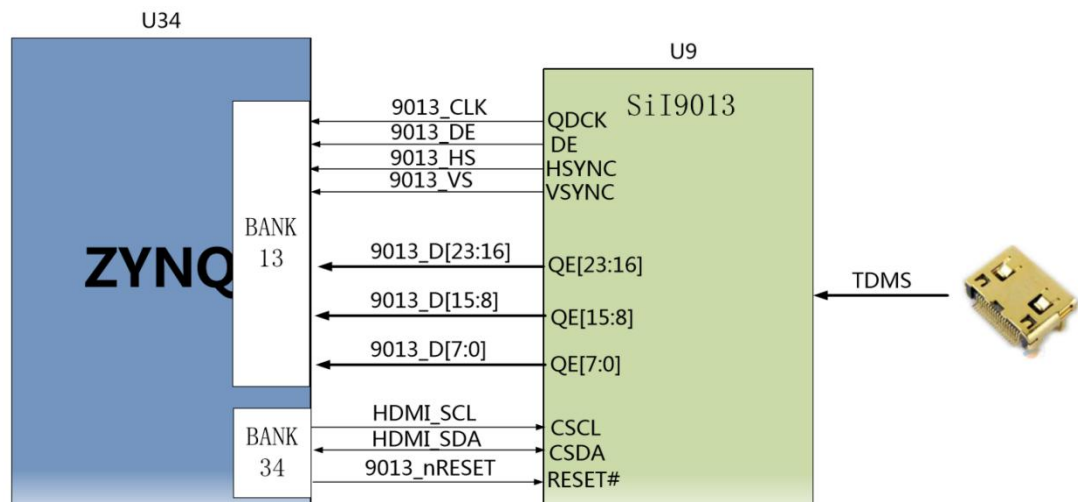 U34
U9
SiI9013
9013_CLK
QDCK
9013_DE
DE
9013_HS
HSYNC
9013_VS
VSYNC
BANK
13
ZYNQ
9013_D[23:16]
QE[23:16]
TDMS
9013_D[15:8]
QE[15:8]
9013_D[7:0]
QE[7:0]
BANK
34
HDMI_SCL
CSCL
HDMI_SDA
CSDA
9013_nRESET
RESET#